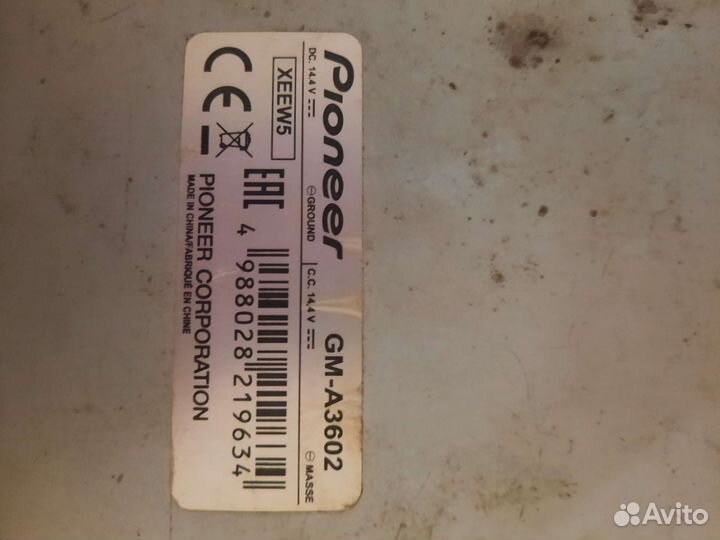 Pioneer GM-A3602
DC. 14.4 V ⎓ ⊖GROUND C.C. 14,4 V ⎓ ⊖ MASSE
XEEW5
EAC
4 988028 219634
CE
PIONEER CORPORATION
MADE IN CHINA/FABRIQUÉ EN CHINE
Avito